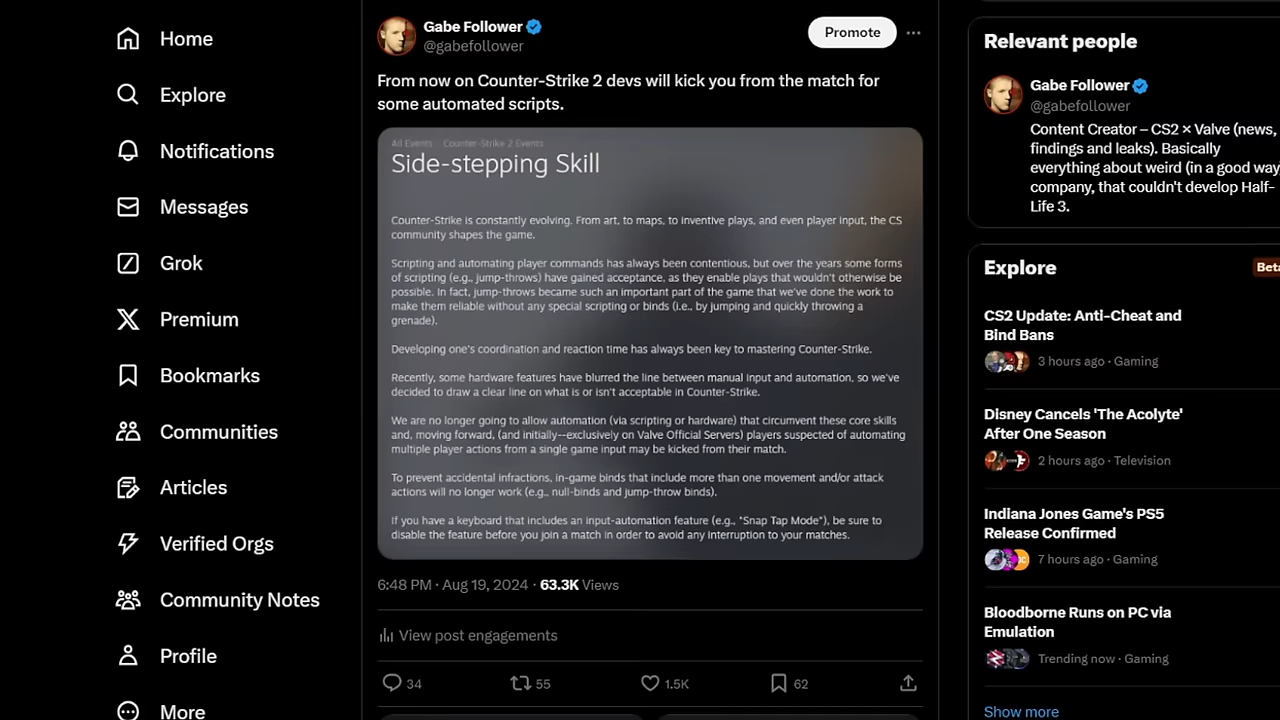 Home
Explore
Notifications
Messages
Grok
Premium
Bookmarks
Communities
Articles
Verified Orgs
Community Notes
Profile
More
Gabe Follower
@gabefollower
Promote
From now on Counter-Strike 2 devs will kick you from the match for
some automated scripts.
All Events Counter-Strike 2 Events
Side-stepping Skill
Counter-Strike is constantly evolving. From art, to maps, to inventive plays, and even player input, the CS
community shapes the game.
Scripting and automating player commands has always been contentious, but over the years some forms
of scripting (e.g., jump-throws) have gained acceptance, as they enable plays that wouldn't otherwise be
possible. In fact, jump-throws became such an important part of the game that we've done the work to
make them reliable without any special scripting or binds (i.e., by jumping and quickly throwing a
grenade).
Developing one's coordination and reaction time has always been key to mastering Counter-Strike.
Recently, some hardware features have blurred the line between manual input and automation, so we've
decided to draw a clear line on what is or isn't acceptable in Counter-Strike.
We are no longer going to allow automation (via scripting or hardware) that circumvent these core skills
and, moving forward, (and initially--exclusively on Valve Official Servers) players suspected of automating
multiple player actions from a single game input may be kicked from their match.
To prevent accidental infractions, in-game binds that include more than one movement and/or attack
actions will no longer work (e.g., null-binds and jump-throw binds).
If you have a keyboard that includes an input-automation feature (e.g., "Snap Tap Mode"), be sure to
disable the feature before you join a match in order to avoid any interruption to your matches.
6:48 PM · Aug 19, 2024 · 63.3K Views
View post engagements
34 55 1.5K 62
Relevant people
Gabe Follower
@gabefollower
Content Creator – CS2 × Valve (news,
findings and leaks). Basically
everything about weird (in a good way
company, that couldn't develop Half-
Life 3.
Explore
Beta
CS2 Update: Anti-Cheat and
Bind Bans
3 hours ago · Gaming
Disney Cancels 'The Acolyte'
After One Season
2 hours ago · Television
Indiana Jones Game's PS5
Release Confirmed
7 hours ago · Gaming
Bloodborne Runs on PC via
Emulation
Trending now · Gaming
Show more